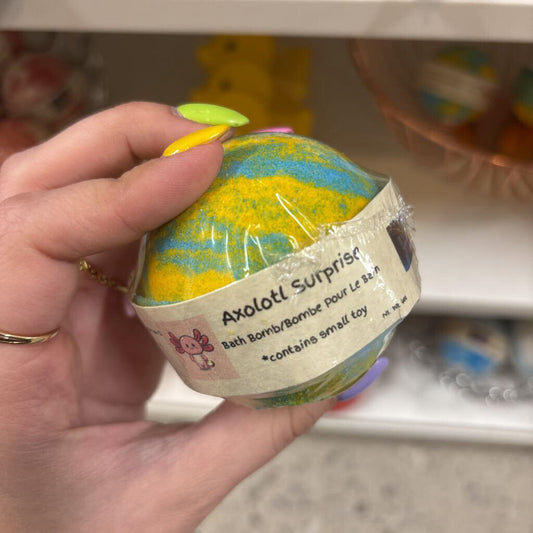 Axolotl Surprise
Bath Bomb/Bombe Pour Le Bain
*contains small toy